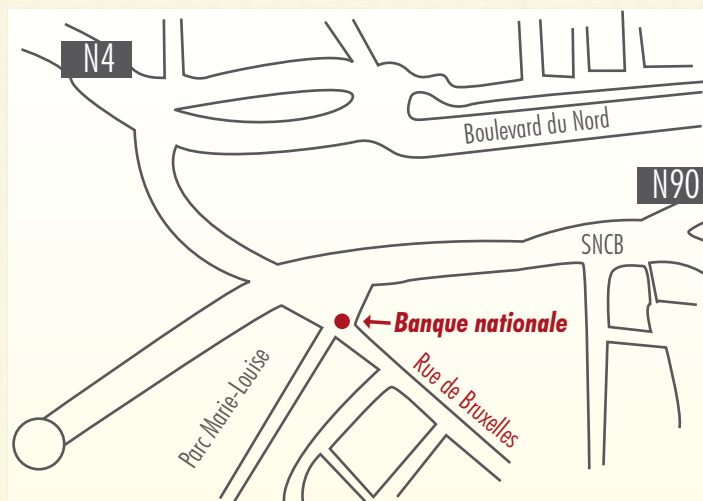 N4
Boulevard du Nord
N90
SNCB
Banque nationale
Parc Marie-Louise
Rue de Bruxelles